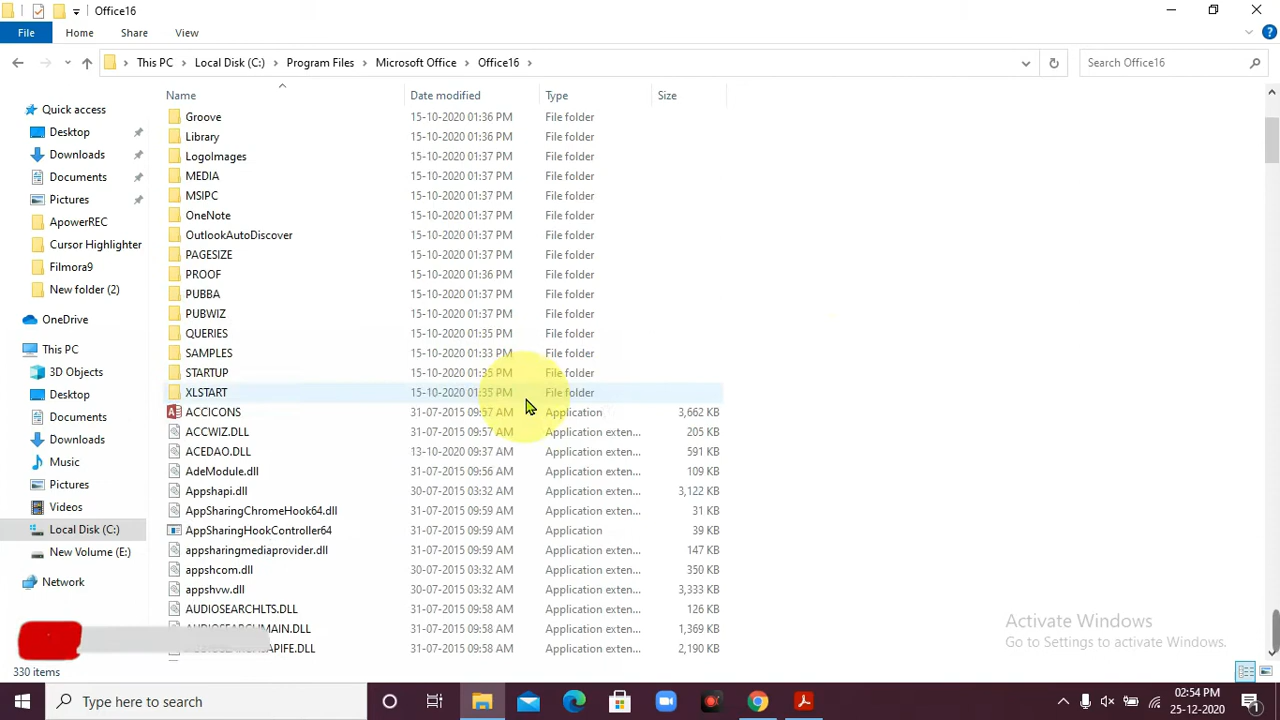 Office16
File Home Share View
This PC Local Disk (C:) Program Files Microsoft Office Office16 Search Office16
Name Date modified Type Size
Quick access
Desktop
Downloads
Documents
Pictures
ApowerREC
Cursor Highlighter
Filmora9
New folder (2)
OneDrive
This PC
3D Objects
Desktop
Documents
Downloads
Music
Pictures
Videos
Local Disk (C:)
New Volume (E:)
Network
Groove 15-10-2020 01:36 PM File folder
Library 15-10-2020 01:36 PM File folder
LogoImages 15-10-2020 01:37 PM File folder
MEDIA 15-10-2020 01:37 PM File folder
MSIPC 15-10-2020 01:37 PM File folder
OneNote 15-10-2020 01:37 PM File folder
OutlookAutoDiscover 15-10-2020 01:37 PM File folder
PAGESIZE 15-10-2020 01:37 PM File folder
PROOF 15-10-2020 01:36 PM File folder
PUBBA 15-10-2020 01:37 PM File folder
PUBWIZ 15-10-2020 01:37 PM File folder
QUERIES 15-10-2020 01:35 PM File folder
SAMPLES 15-10-2020 01:33 PM File folder
STARTUP 15-10-2020 01:35 PM File folder
XLSTART 15-10-2020 01:35 PM File folder
ACCICONS 31-07-2015 09:57 AM Application 3,662 KB
ACCWIZ.DLL 31-07-2015 09:57 AM Application exten... 205 KB
ACEDAO.DLL 13-10-2020 09:37 AM Application exten... 591 KB
AdeModule.dll 31-07-2015 09:56 AM Application exten... 109 KB
Appshapi.dll 30-07-2015 03:32 AM Application exten... 3,122 KB
AppSharingChromeHook64.dll 31-07-2015 09:59 AM Application exten... 31 KB
AppSharingHookController64 31-07-2015 09:59 AM Application 39 KB
appsharingmediaprovider.dll 31-07-2015 09:59 AM Application exten... 147 KB
appshcom.dll 30-07-2015 03:32 AM Application exten... 350 KB
appshvw.dll 30-07-2015 03:32 AM Application exten... 3,333 KB
AUDIOSEARCHLTS.DLL 31-07-2015 09:58 AM Application exten... 126 KB
AUDIOSEARCHMAIN.DLL 31-07-2015 09:58 AM Application exten... 1,369 KB
31-07-2015 09:58 AM Application exten... 2,190 KB
Activate Windows
Go to Settings to activate Windows.
330 items
Type here to search
02:54 PM
25-12-2020
1